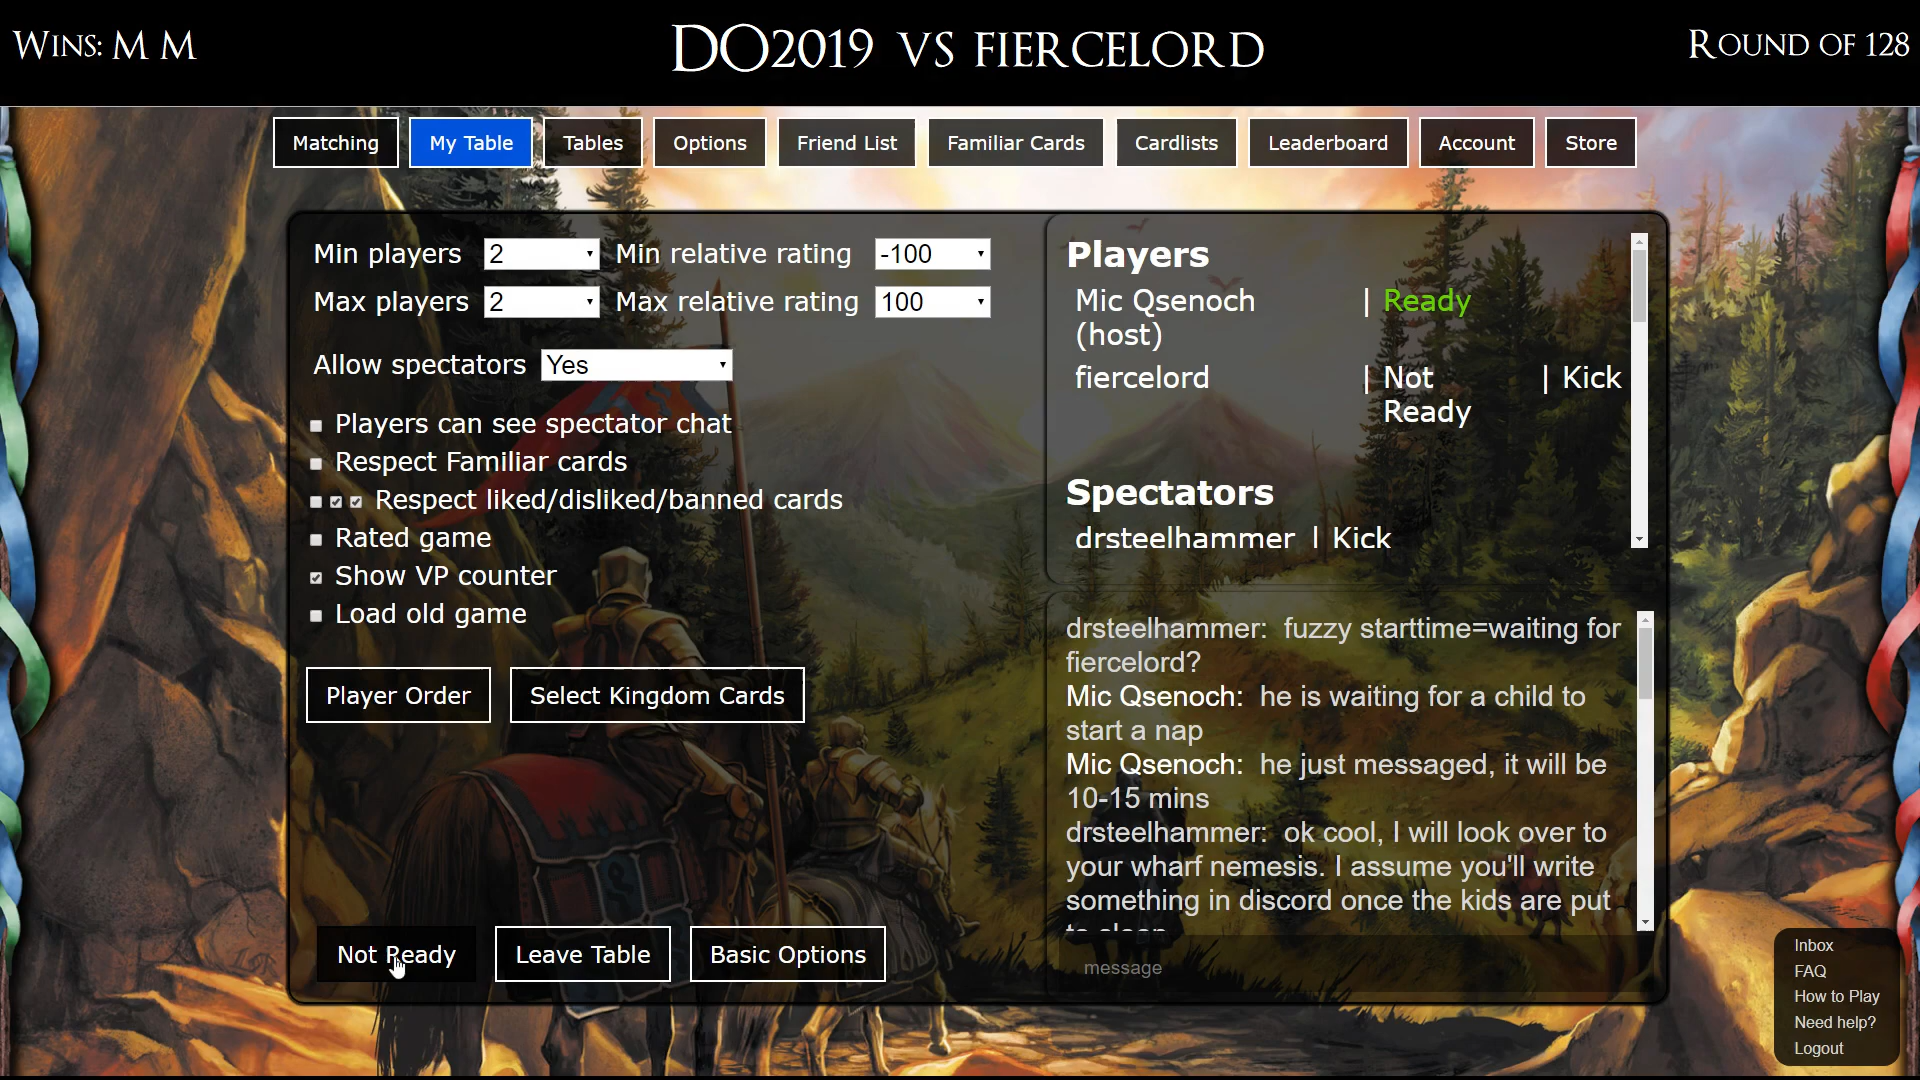 WINS: M M
DO2019 VS FIERCELORD
ROUND OF 128
Matching
My Table
Tables
Options
Friend List
Familiar Cards
Cardlists
Leaderboard
Account
Store
Min players 2 Min relative rating -100
Max players 2 Max relative rating 100
Allow spectators Yes
Players can see spectator chat
Respect Familiar cards
Respect liked/disliked/banned cards
Rated game
Show VP counter
Load old game
Player Order
Select Kingdom Cards
Not Ready
Leave Table
Basic Options
Players
Mic Qsenoch | Ready
(host)
fiercelord | Not | Kick
Ready
Spectators
drsteelhammer | Kick
drsteelhammer: fuzzy starttime=waiting for
fiercelord?
Mic Qsenoch: he is waiting for a child to
start a nap
Mic Qsenoch: he just messaged, it will be
10-15 mins
drsteelhammer: ok cool, I will look over to
your wharf nemesis. I assume you'll write
something in discord once the kids are put
to sleep
message
Inbox
FAQ
How to Play
Need help?
Logout